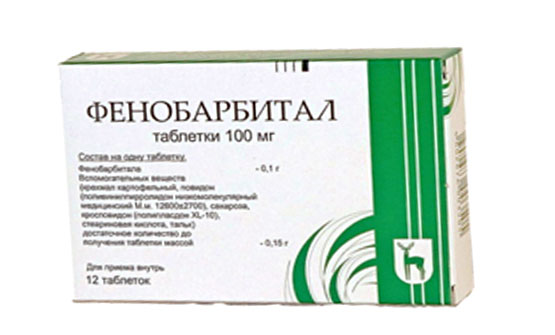 ФЕНОБАРБИТАЛ
таблетки 100 мг
Состав на одну таблетку:
Фенобарбитала - 0,1 г
Вспомогательных веществ
(крахмал картофельный, повидон
(поливинилпирролидон низкомолекулярный
медицинский М.м. 12600±2700), сахароза,
кросповидон (полипласдон XL-10),
стеариновая кислота, тальк)
достаточное количество до
получения таблетки массой - 0,15 г
Для приема внутрь
12 таблеток